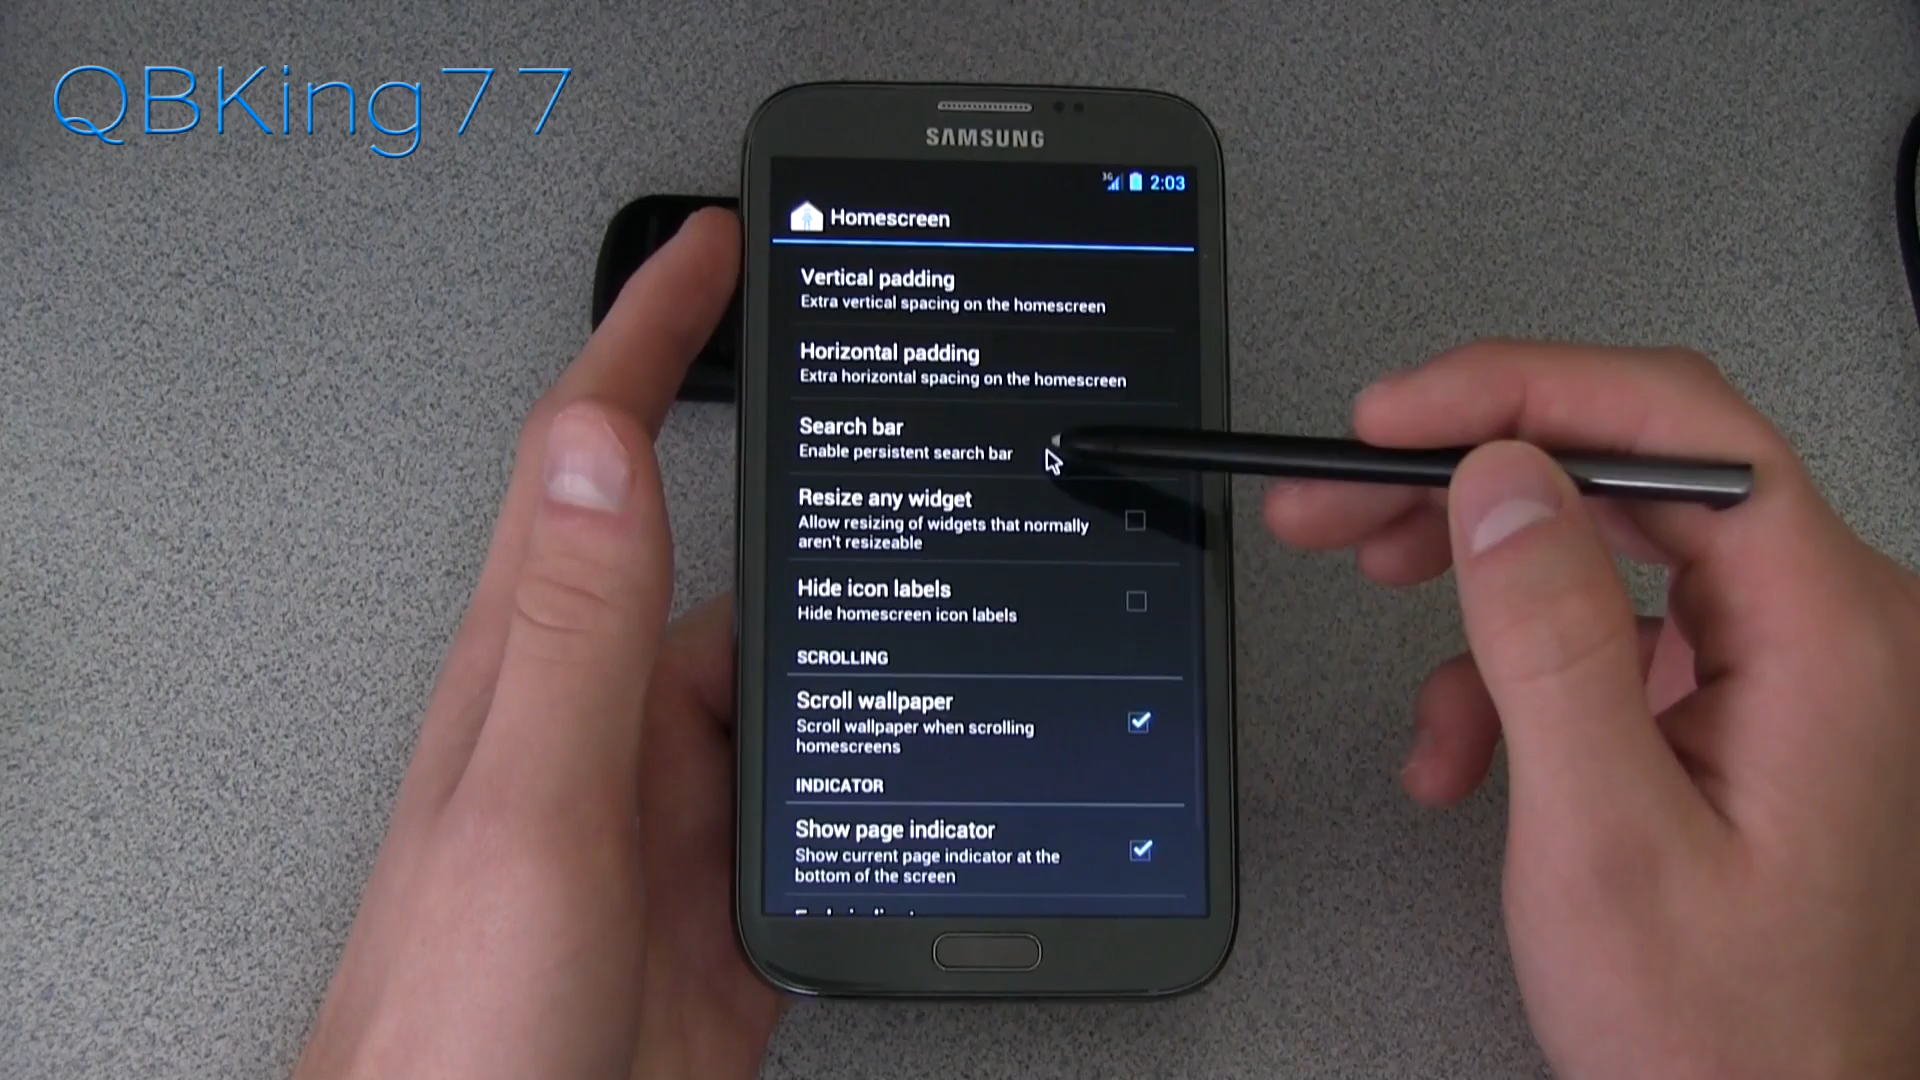 QBKing77
SAMSUNG
3G 2:03
Homescreen
Vertical padding
Extra vertical spacing on the homescreen
Horizontal padding
Extra horizontal spacing on the homescreen
Search bar
Enable persistent search bar
Resize any widget
Allow resizing of widgets that normally
aren't resizeable
Hide icon labels
Hide homescreen icon labels
SCROLLING
Scroll wallpaper
Scroll wallpaper when scrolling
homescreens
INDICATOR
Show page indicator
Show current page indicator at the
bottom of the screen